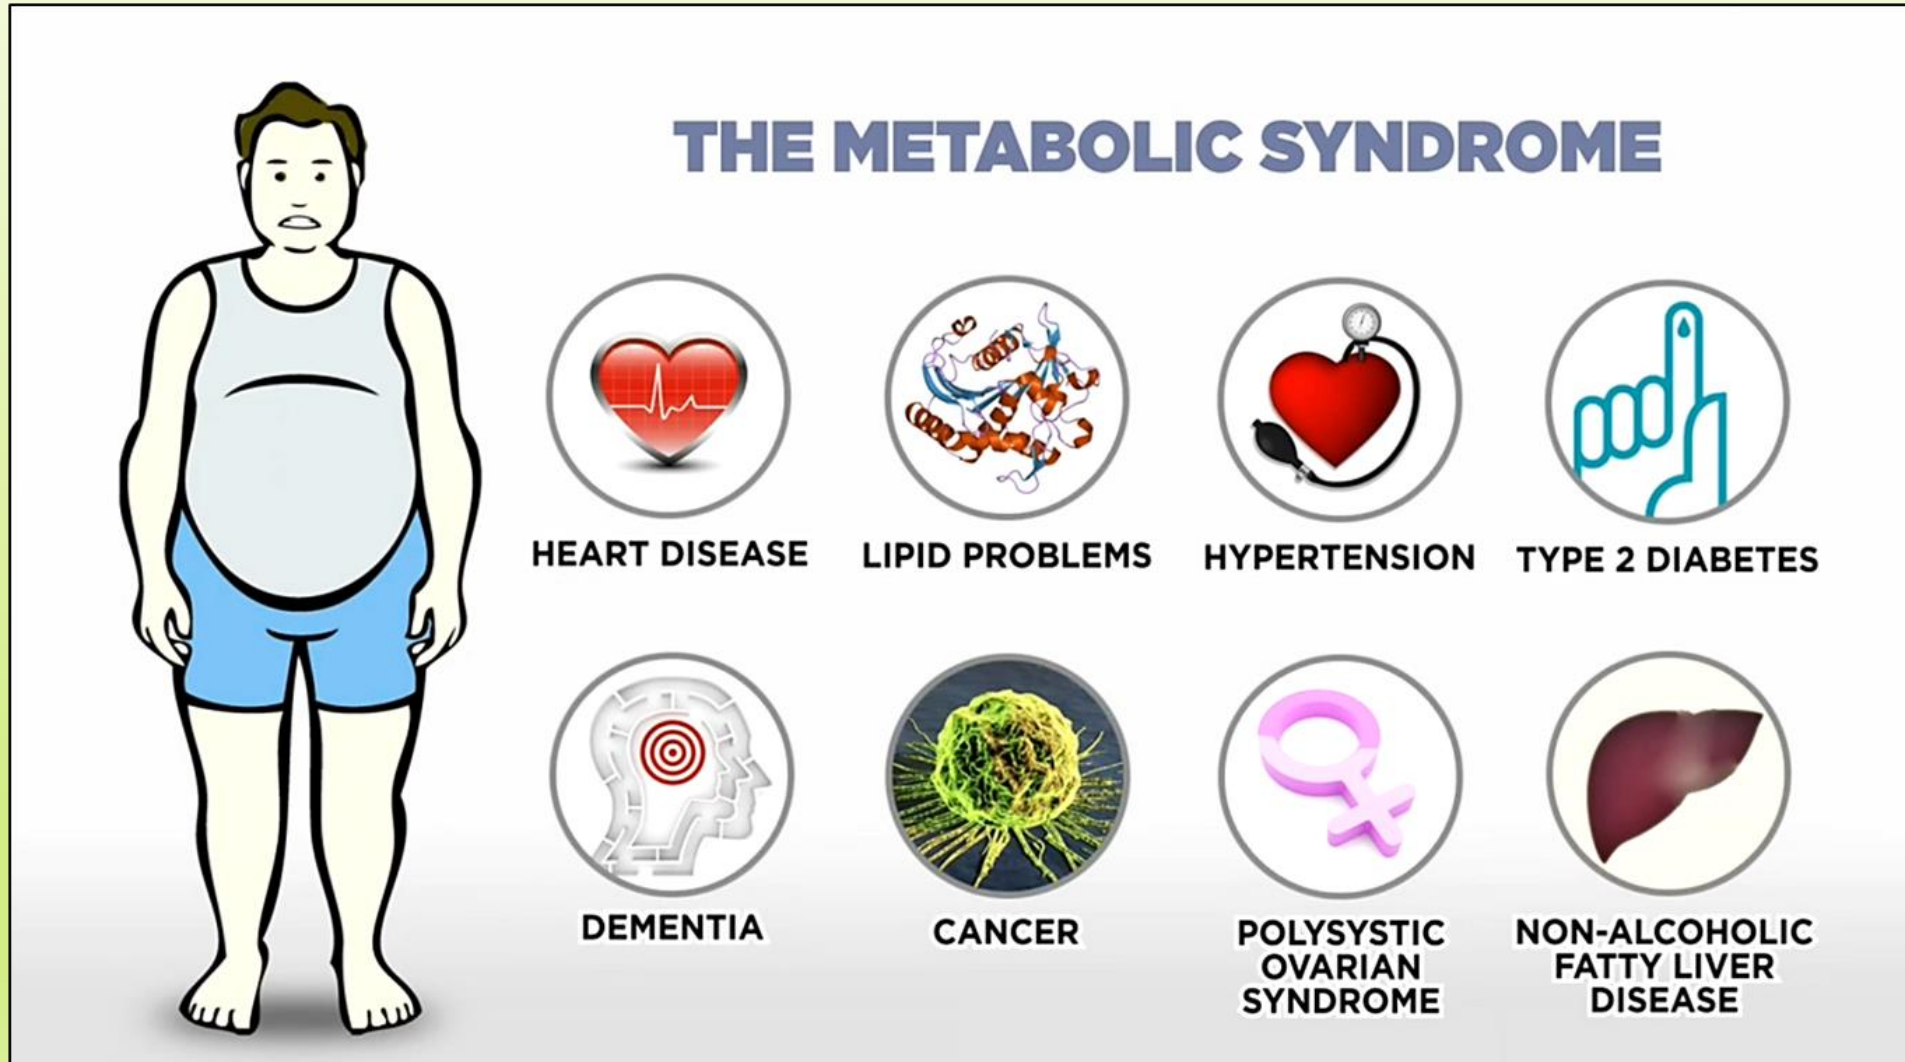 THE METABOLIC SYNDROME
HEART DISEASE
LIPID PROBLEMS
HYPERTENSION
TYPE 2 DIABETES
DEMENTIA
CANCER
POLYSYSTIC
OVARIAN
SYNDROME
NON-ALCOHOLIC
FATTY LIVER
DISEASE